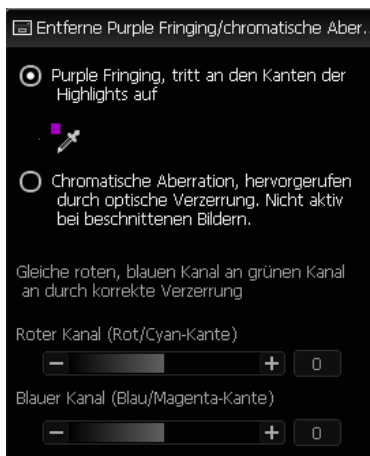 Entferne Purple Fringing/chromatische Aber.
Purple Fringing, tritt an den Kanten der
Highlights auf
Chromatische Aberration, hervorgerufen
durch optische Verzerrung. Nicht aktiv
bei beschnittenen Bildern.
Gleiche roten, blauen Kanal an grünen Kanal
an durch korrekte Verzerrung
Roter Kanal (Rot/Cyan-Kante)
0
Blauer Kanal (Blau/Magenta-Kante)
0